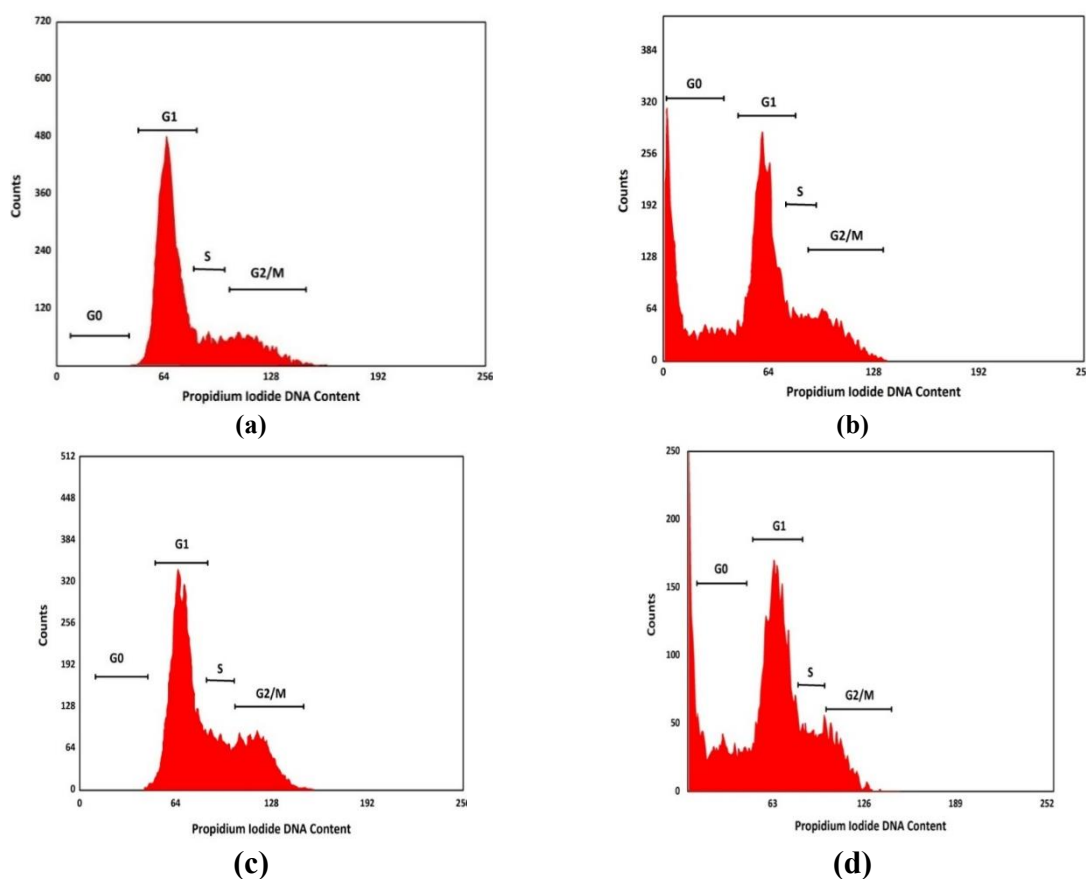 720
600
480
360
240
120
Counts
G1
S
G2/M
G0
0 64 128 192 256
Propidium Iodide DNA Content
(a)
384
320
256
192
128
64
0
Counts
G0
G1
S
G2/M
0 64 128 192 25
Propidium Iodide DNA Content
(b)
512
448
384
320
256
192
128
64
0
Counts
G1
G0
S
G2/M
0 64 128 192 25
Propidium Iodide DNA Content
(c)
250
200
150
100
50
0
Counts
G1
G0
S
G2/M
63 126 189 252
Propidium Iodide DNA Content
(d)